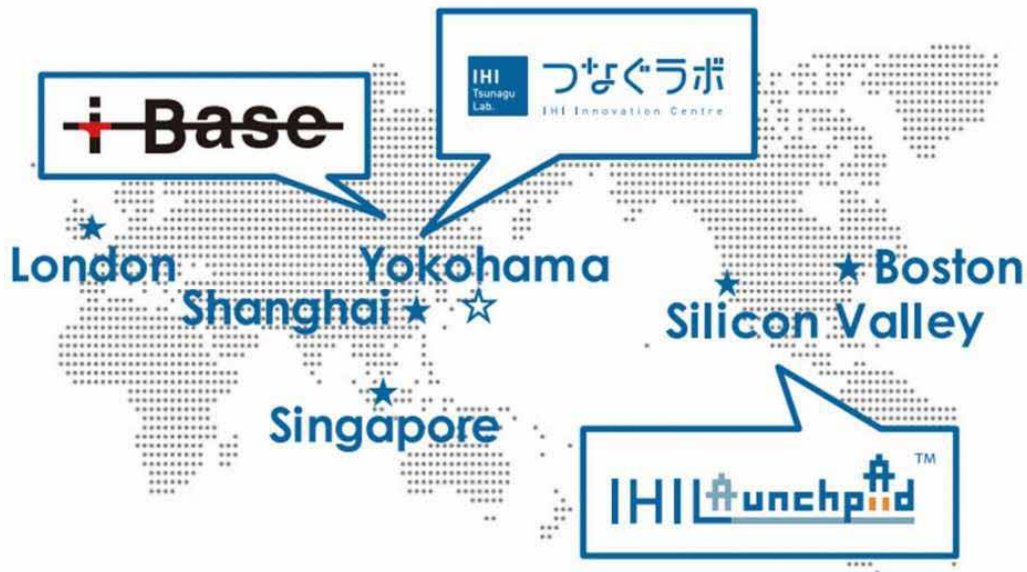 i-Base
IHI
Tsunagu
Lab.
つなぐラボ
IHI Innovation Centre
London
Yokohama
Shanghai
Boston
Silicon Valley
Singapore
IHI Launchpad
TM